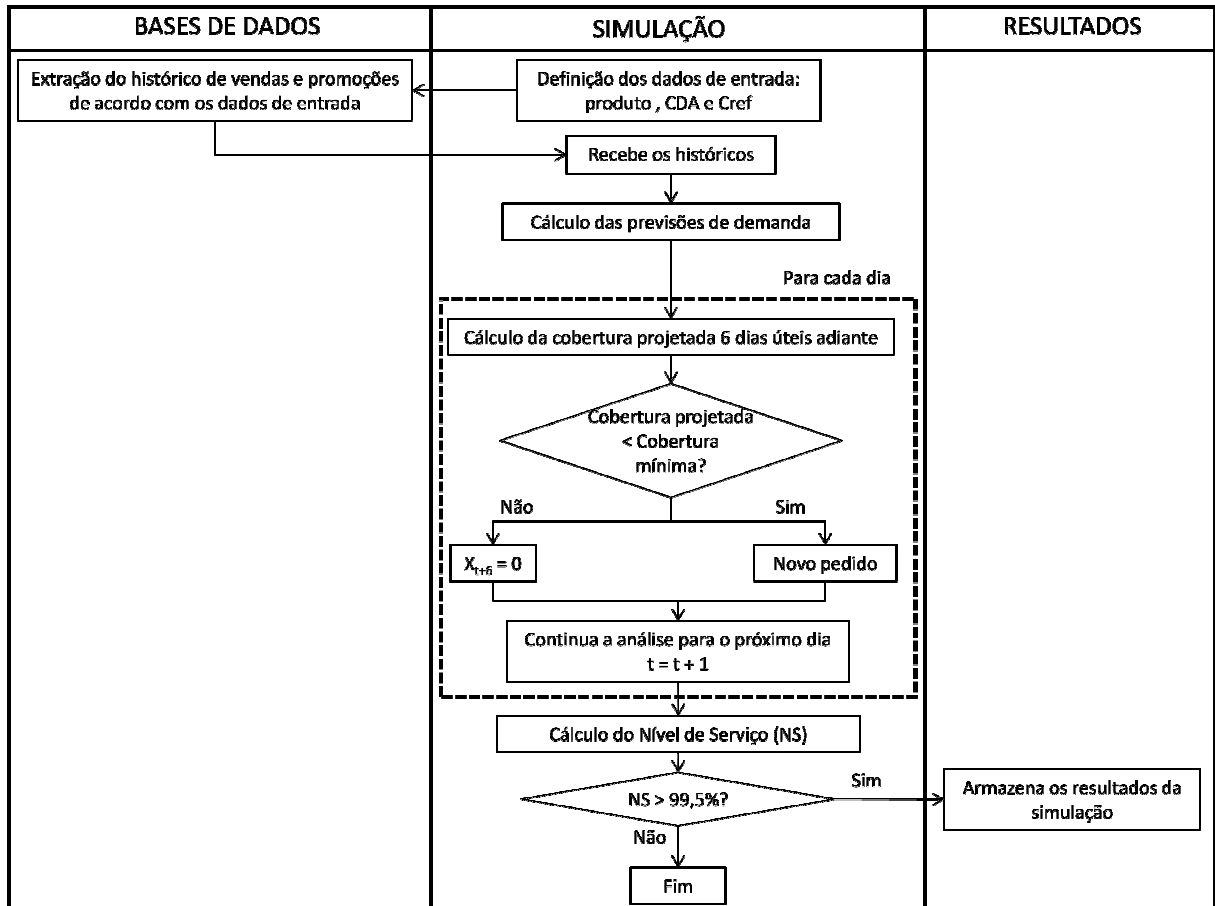 BASES DE DADOS
SIMULAÇÃO
RESULTADOS
Extração do histórico de vendas e promoções
de acordo com os dados de entrada
Definição dos dados de entrada:
produto , CDA e Cref
Recebe os históricos
Cálculo das previsões de demanda
Para cada dia
Cálculo da cobertura projetada 6 dias úteis adiante
Cobertura projetada
< Cobertura
mínima?
Não
Sim
Xt+6 = 0
Novo pedido
Continua a análise para o próximo dia
t = t + 1
Cálculo do Nível de Serviço (NS)
NS > 99,5%?
Sim
Armazena os resultados da
simulação
Não
Fim